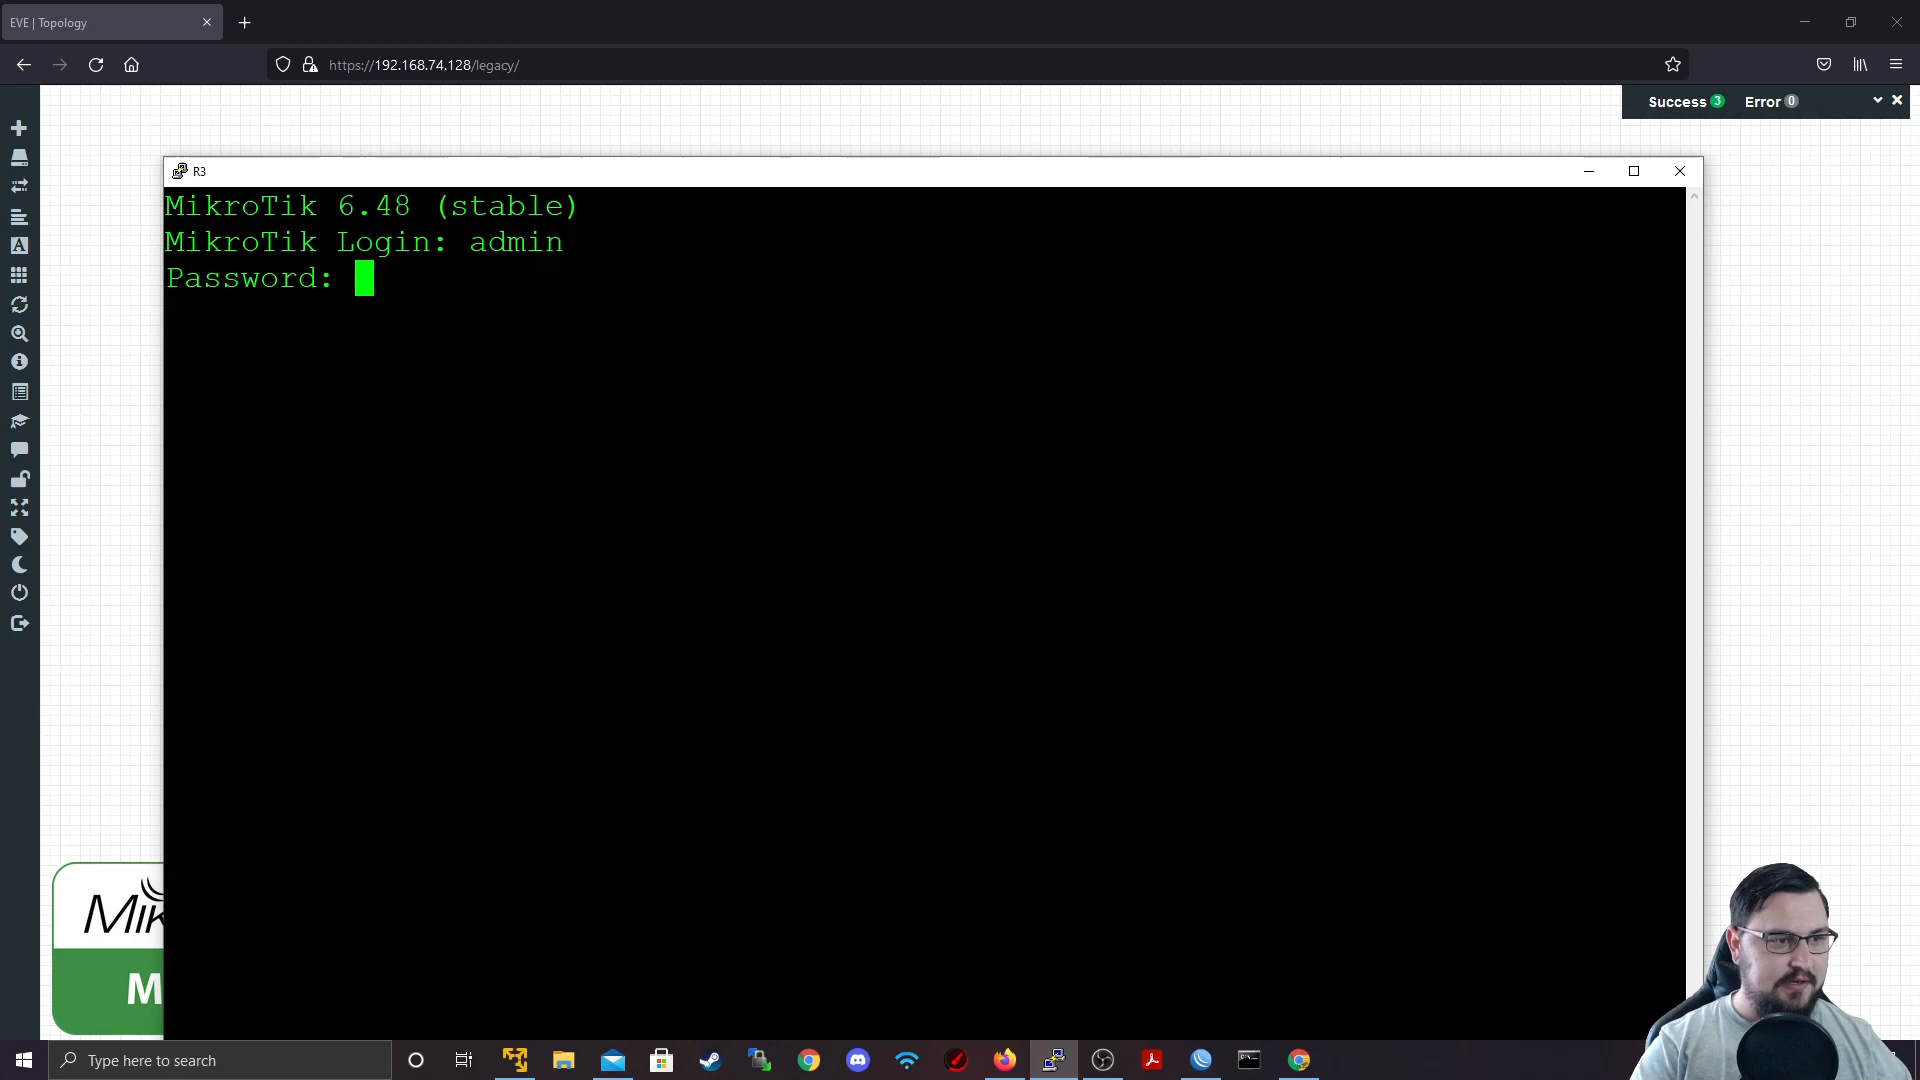 EVE | Topology
https://192.168.74.128/legacy/
Success 3 Error 0
R3
MikroTik 6.48 (stable)
MikroTik Login: admin
Password:
Mik
M
Type here to search